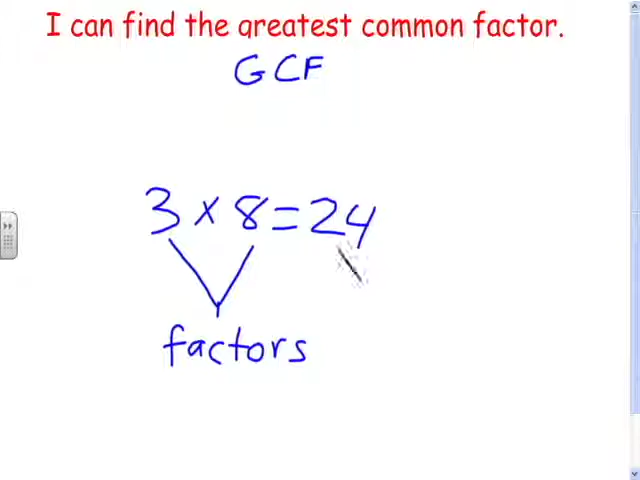 I can find the greatest common factor.
GCF
3 × 8 = 24
factors